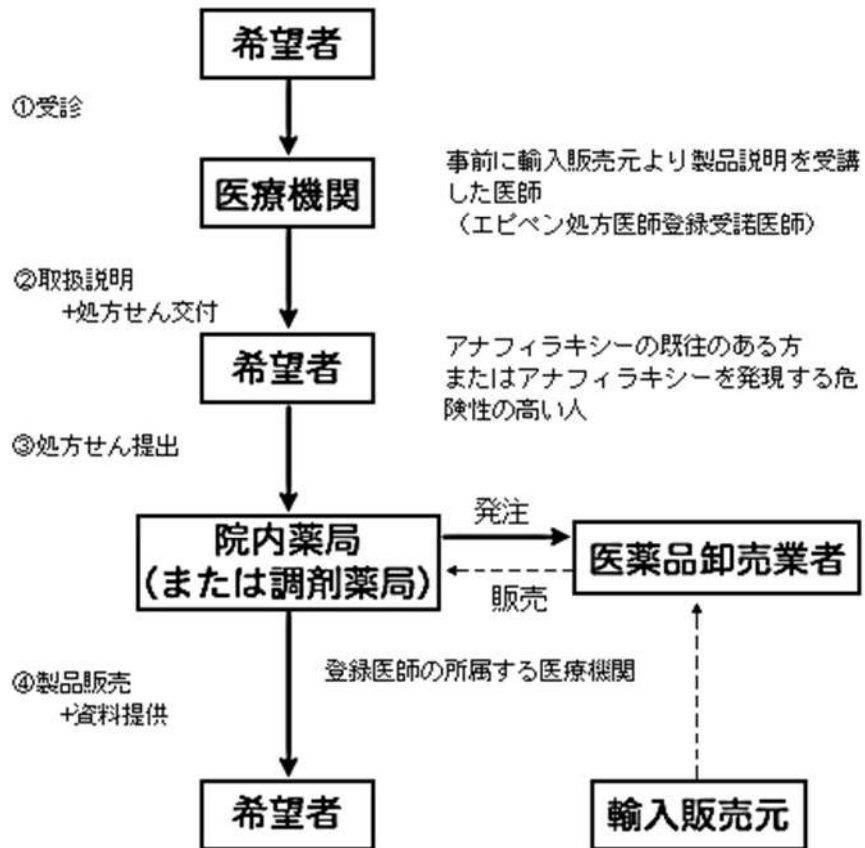 希望者
①受診
医療機関
事前に輸入販売元より製品説明を受講
した医師
（エピペン処方医師登録受諾医師）
②取扱説明
+処方せん交付
希望者
アナフィラキシーの既往のある方
またはアナフィラキシーを発現する危
険性の高い人
③処方せん提出
院内薬局
(または調剤薬局)
発注
販売
医薬品卸売業者
④製品販売
+資料提供
登録医師の所属する医療機関
希望者
輸入販売元